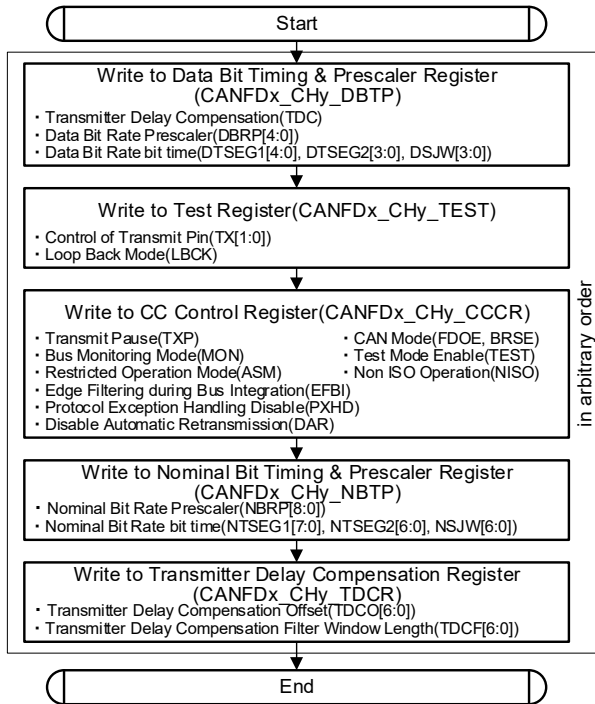 Start
Write to Data Bit Timing & Prescaler Register
(CANFDx_CHy_DBTP)
・Transmitter Delay Compensation(TDC)
・Data Bit Rate Prescaler(DBRP[4:0])
・Data Bit Rate bit time(DTSEG1[4:0], DTSEG2[3:0], DSJW[3:0])
Write to Test Register(CANFDx_CHy_TEST)
・Control of Transmit Pin(TX[1:0])
・Loop Back Mode(LBCK)
Write to CC Control Register(CANFDx_CHy_CCCR)
・Transmit Pause(TXP)
・Bus Monitoring Mode(MON)
・Restricted Operation Mode(ASM)
・Edge Filtering during Bus Integration(EFBI)
・Protocol Exception Handling Disable(PXHD)
・Disable Automatic Retransmission(DAR)
・CAN Mode(FDOE, BRSE)
・Test Mode Enable(TEST)
・Non ISO Operation(NISO)
Write to Nominal Bit Timing & Prescaler Register
(CANFDx_CHy_NBTP)
・Nominal Bit Rate Prescaler(NBRP[8:0])
・Nominal Bit Rate bit time(NTSEG1[7:0], NTSEG2[6:0], NSJW[6:0])
Write to Transmitter Delay Compensation Register
(CANFDx_CHy_TDCR)
・Transmitter Delay Compensation Offset(TDCO[6:0])
・Transmitter Delay Compensation Filter Window Length(TDCF[6:0])
in arbitrary order
End